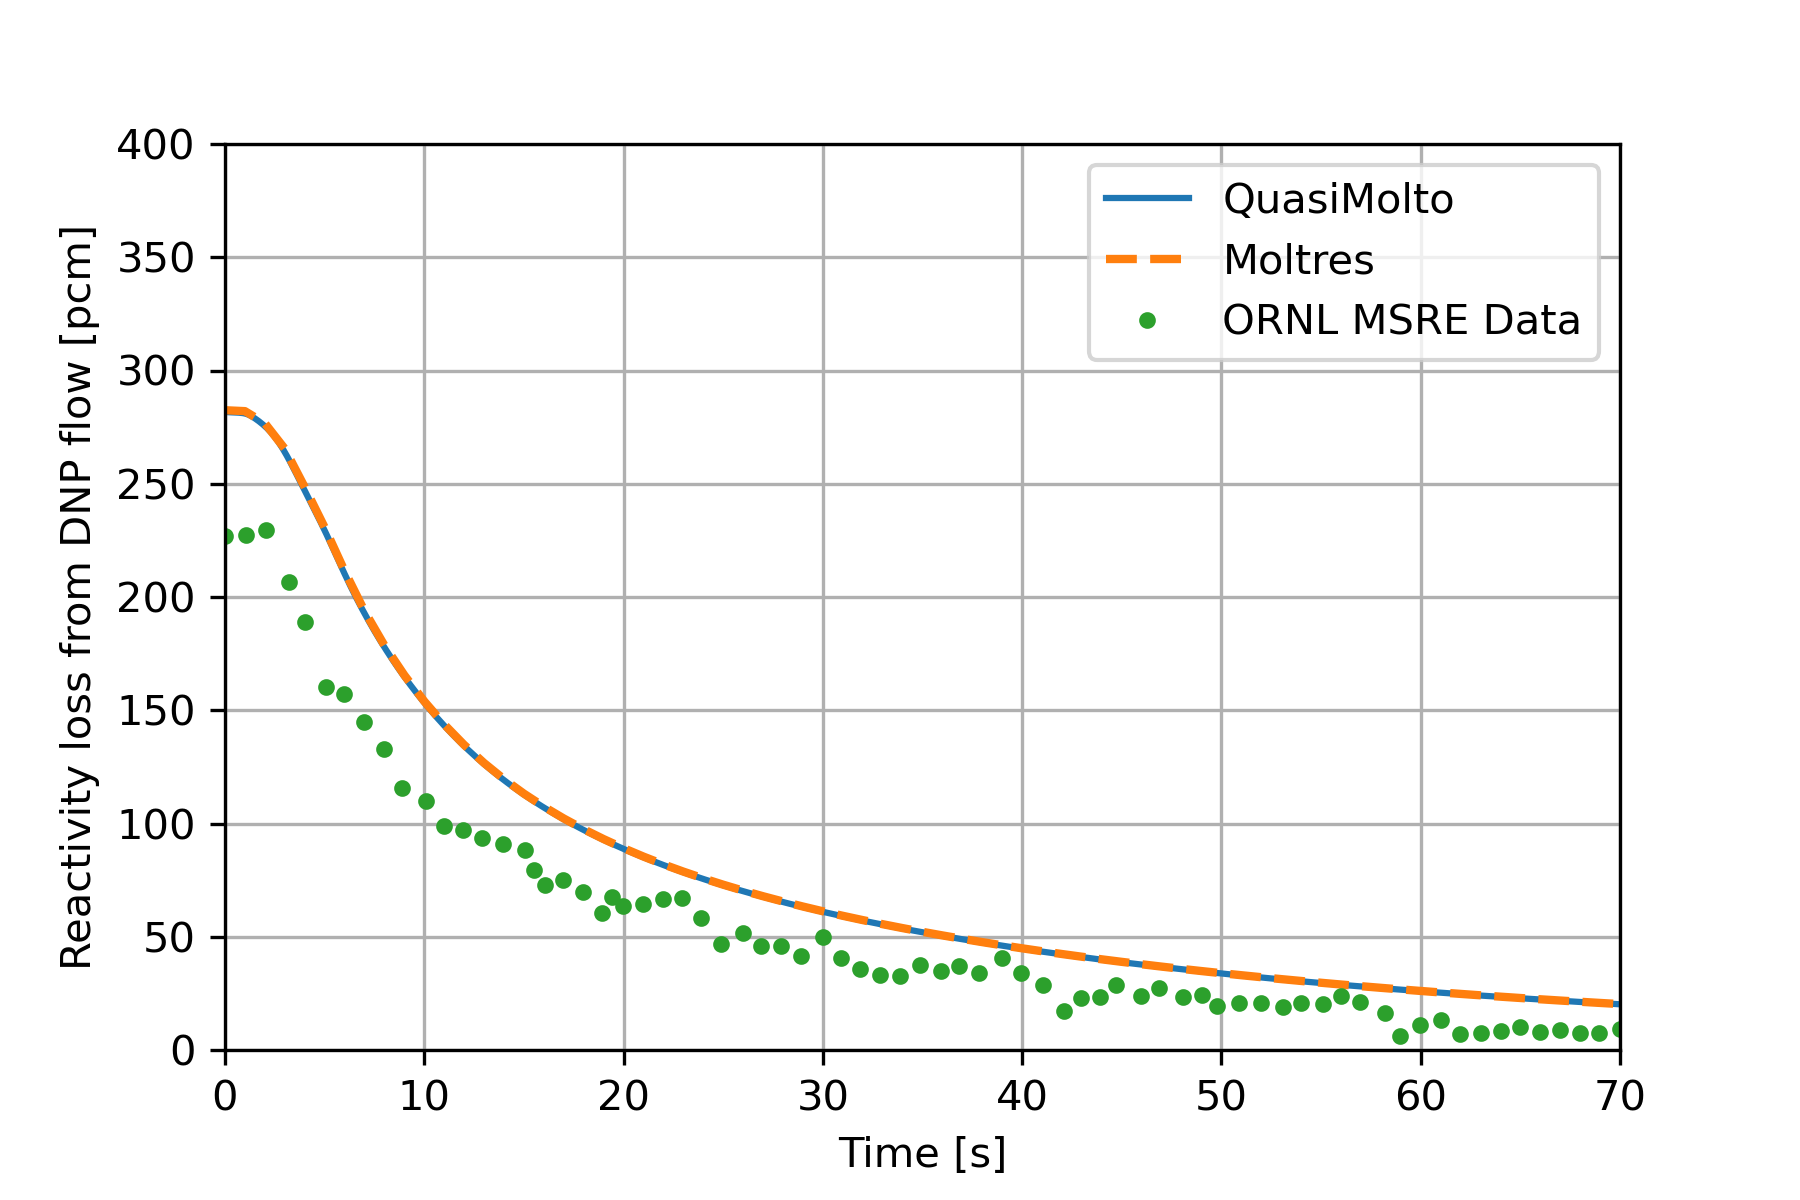 400
350
300
250
200
150
100
50
0
Reactivity loss from DNP flow [pcm]
QuasiMolto
Moltres
ORNL MSRE Data
0 10 20 30 40 50 60 70
Time [s]